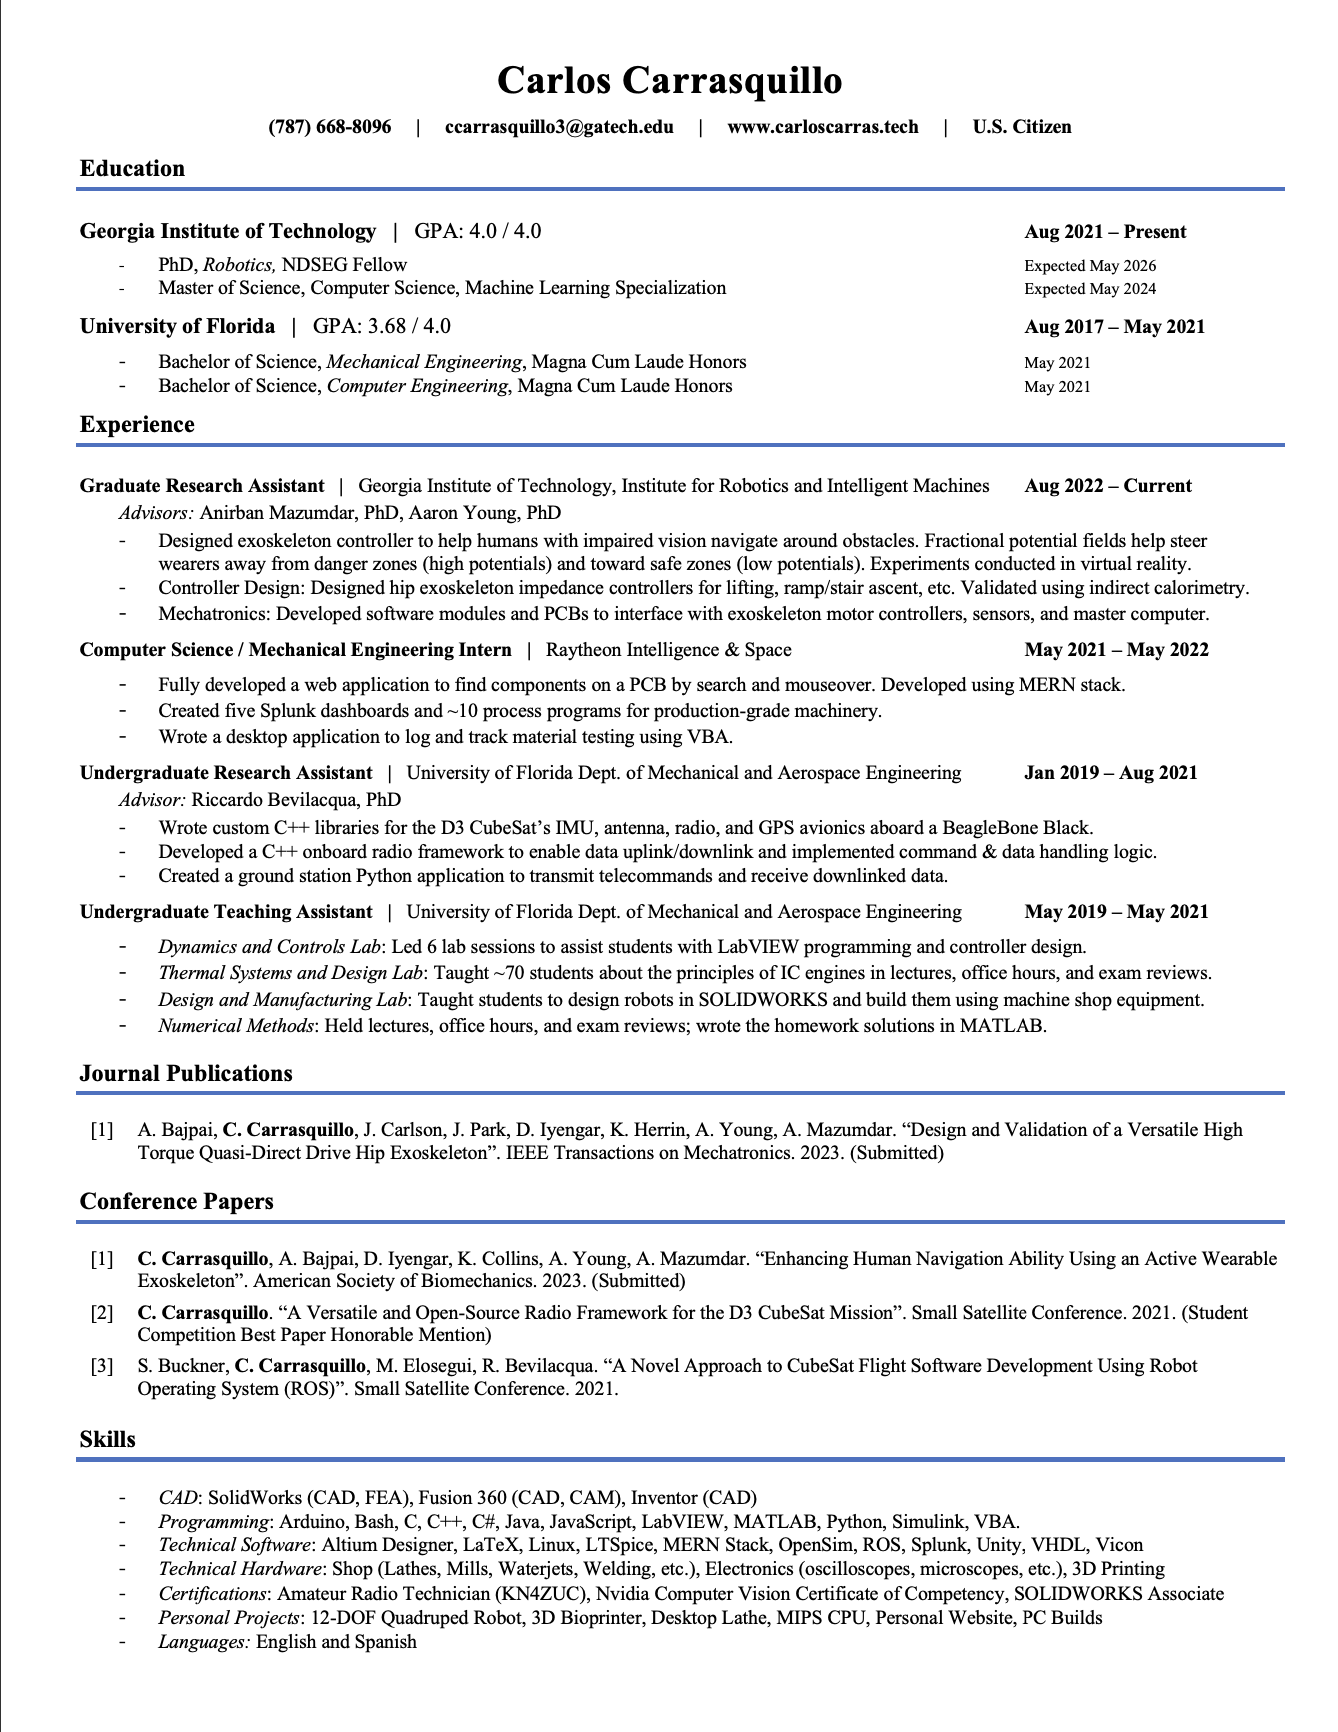 Carlos Carrasquillo
(787) 668-8096 | ccarrasquillo3@gatech.edu | www.carloscarras.tech | U.S. Citizen
Education
Georgia Institute of Technology | GPA: 4.0 / 4.0 Aug 2021 – Present
- PhD, Robotics, NDSEG Fellow Expected May 2026
- Master of Science, Computer Science, Machine Learning Specialization Expected May 2024
University of Florida | GPA: 3.68 / 4.0 Aug 2017 – May 2021
- Bachelor of Science, Mechanical Engineering, Magna Cum Laude Honors May 2021
- Bachelor of Science, Computer Engineering, Magna Cum Laude Honors May 2021
Experience
Graduate Research Assistant | Georgia Institute of Technology, Institute for Robotics and Intelligent Machines Aug 2022 – Current
Advisors: Anirban Mazumdar, PhD, Aaron Young, PhD
- Designed exoskeleton controller to help humans with impaired vision navigate around obstacles. Fractional potential fields help steer
wearers away from danger zones (high potentials) and toward safe zones (low potentials). Experiments conducted in virtual reality.
- Controller Design: Designed hip exoskeleton impedance controllers for lifting, ramp/stair ascent, etc. Validated using indirect calorimetry.
- Mechatronics: Developed software modules and PCBs to interface with exoskeleton motor controllers, sensors, and master computer.
Computer Science / Mechanical Engineering Intern | Raytheon Intelligence & Space May 2021 – May 2022
- Fully developed a web application to find components on a PCB by search and mouseover. Developed using MERN stack.
- Created five Splunk dashboards and ~10 process programs for production-grade machinery.
- Wrote a desktop application to log and track material testing using VBA.
Undergraduate Research Assistant | University of Florida Dept. of Mechanical and Aerospace Engineering Jan 2019 – Aug 2021
Advisor: Riccardo Bevilacqua, PhD
- Wrote custom C++ libraries for the D3 CubeSat’s IMU, antenna, radio, and GPS avionics aboard a BeagleBone Black.
- Developed a C++ onboard radio framework to enable data uplink/downlink and implemented command & data handling logic.
- Created a ground station Python application to transmit telecommands and receive downlinked data.
Undergraduate Teaching Assistant | University of Florida Dept. of Mechanical and Aerospace Engineering May 2019 – May 2021
- Dynamics and Controls Lab: Led 6 lab sessions to assist students with LabVIEW programming and controller design.
- Thermal Systems and Design Lab: Taught ~70 students about the principles of IC engines in lectures, office hours, and exam reviews.
- Design and Manufacturing Lab: Taught students to design robots in SOLIDWORKS and build them using machine shop equipment.
- Numerical Methods: Held lectures, office hours, and exam reviews; wrote the homework solutions in MATLAB.
Journal Publications
[1] A. Bajpai, C. Carrasquillo, J. Carlson, J. Park, D. Iyengar, K. Herrin, A. Young, A. Mazumdar. “Design and Validation of a Versatile High
Torque Quasi-Direct Drive Hip Exoskeleton”. IEEE Transactions on Mechatronics. 2023. (Submitted)
Conference Papers
[1] C. Carrasquillo, A. Bajpai, D. Iyengar, K. Collins, A. Young, A. Mazumdar. “Enhancing Human Navigation Ability Using an Active Wearable
Exoskeleton”. American Society of Biomechanics. 2023. (Submitted)
[2] C. Carrasquillo. “A Versatile and Open-Source Radio Framework for the D3 CubeSat Mission”. Small Satellite Conference. 2021. (Student
Competition Best Paper Honorable Mention)
[3] S. Buckner, C. Carrasquillo, M. Elosegui, R. Bevilacqua. “A Novel Approach to CubeSat Flight Software Development Using Robot
Operating System (ROS)”. Small Satellite Conference. 2021.
Skills
- CAD: SolidWorks (CAD, FEA), Fusion 360 (CAD, CAM), Inventor (CAD)
- Programming: Arduino, Bash, C, C++, C#, Java, JavaScript, LabVIEW, MATLAB, Python, Simulink, VBA.
- Technical Software: Altium Designer, LaTeX, Linux, LTSpice, MERN Stack, OpenSim, ROS, Splunk, Unity, VHDL, Vicon
- Technical Hardware: Shop (Lathes, Mills, Waterjets, Welding, etc.), Electronics (oscilloscopes, microscopes, etc.), 3D Printing
- Certifications: Amateur Radio Technician (KN4ZUC), Nvidia Computer Vision Certificate of Competency, SOLIDWORKS Associate
- Personal Projects: 12-DOF Quadruped Robot, 3D Bioprinter, Desktop Lathe, MIPS CPU, Personal Website, PC Builds
- Languages: English and Spanish